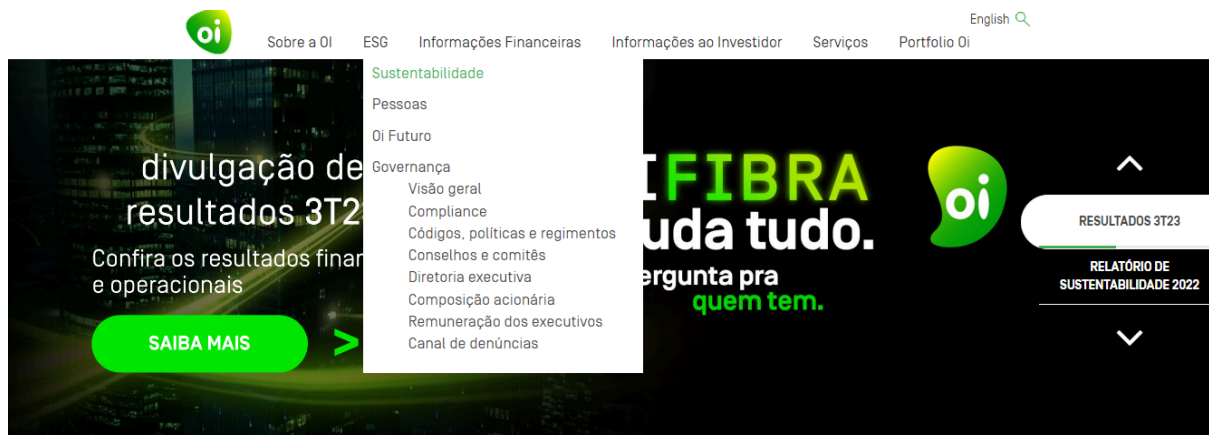 English
oi
Sobre a OI
ESG
Informações Financeiras
Informações ao Investidor
Serviços
Portfolio Oi
Sustentabilidade
Pessoas
Oi Futuro
Governança
Visão geral
Compliance
Códigos, políticas e regimentos
Conselhos e comitês
Diretoria executiva
Composição acionária
Remuneração dos executivos
Canal de denúncias
divulgação de
resultados 3T2
Confira os resultados finan
e operacionais
SAIBA MAIS
>
IFIBRA
uda tudo.
ergunta pra
quem tem.
oi
RESULTADOS 3T23
RELATÓRIO DE
SUSTENTABILIDADE 2022